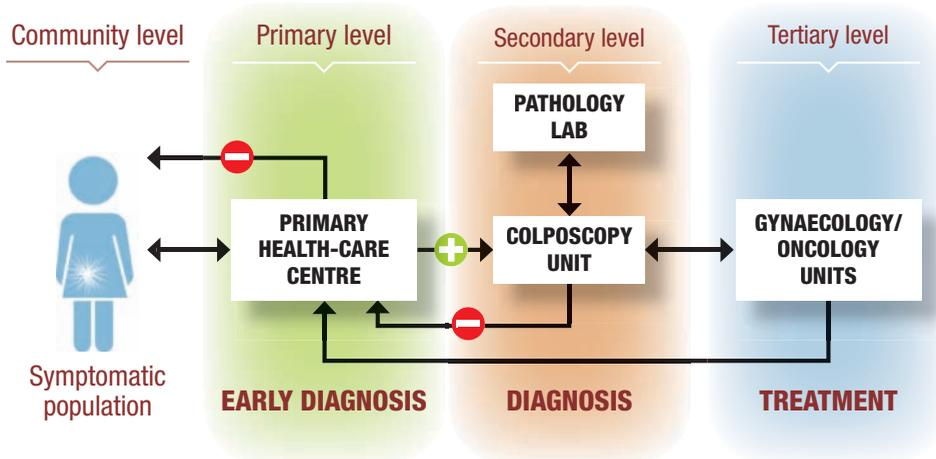 Community level
Primary level
Secondary level
Tertiary level
PATHOLOGY
LAB
PRIMARY
HEALTH-CARE
CENTRE
COLPOSCOPY
UNIT
GYNAECOLOGY/
ONCOLOGY
UNITS
Symptomatic
population
EARLY DIAGNOSIS
DIAGNOSIS
TREATMENT